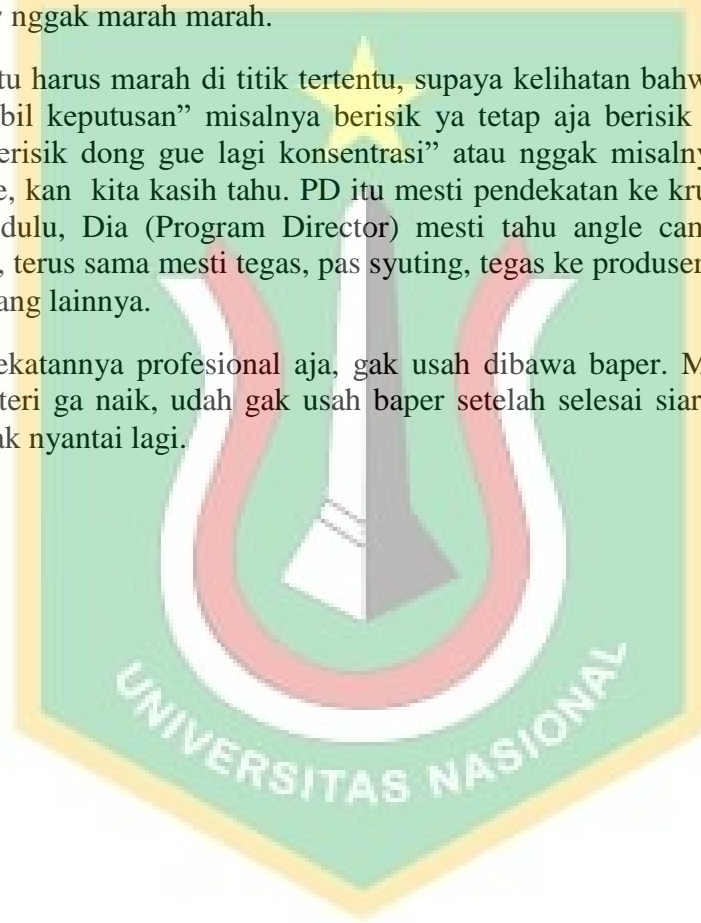 nggak marah marah.
tu harus marah di titik tertentu, supaya kelihatan bahw
bil keputusan” misalnya berisik ya tetap aja berisik
erisik dong gue lagi konsentrasi” atau nggak misalny
e, kan kita kasih tahu. PD itu mesti pendekatan ke kru
dulu, Dia (Program Director) mesti tahu angle cam
, terus sama mesti tegas, pas syuting, tegas ke produser
ang lainnya.
ekatannya profesional aja, gak usah dibawa baper. M
teri ga naik, udah gak usah baper setelah selesai siar
ak nyantai lagi.
UNIVERSITAS NASIONAL